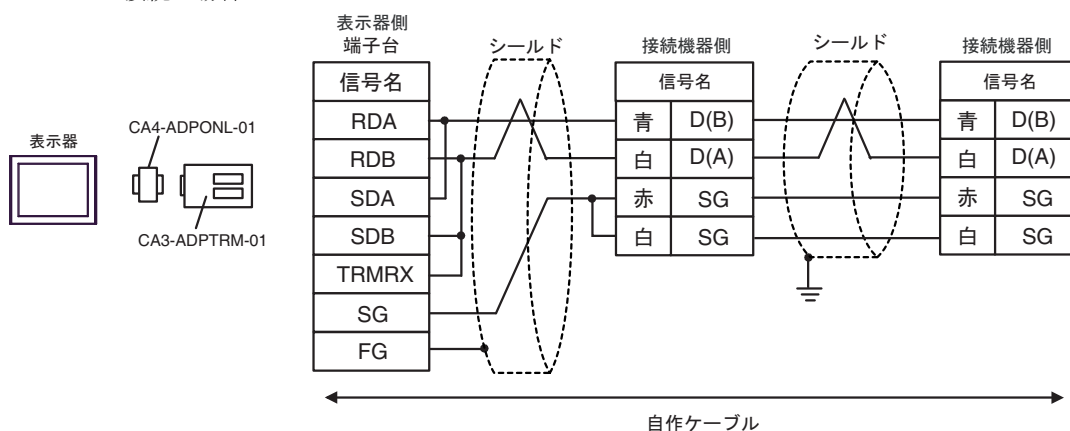 表示器
CA4-ADPONL-01
CA3-ADPTRM-01
表示器側
端子台
信号名
RDA
RDB
SDA
SDB
TRMRX
SG
FG
シールド
接続機器側
信号名
青 D(B)
白 D(A)
赤 SG
白 SG
シールド
接続機器側
信号名
青 D(B)
白 D(A)
赤 SG
白 SG
自作ケーブル